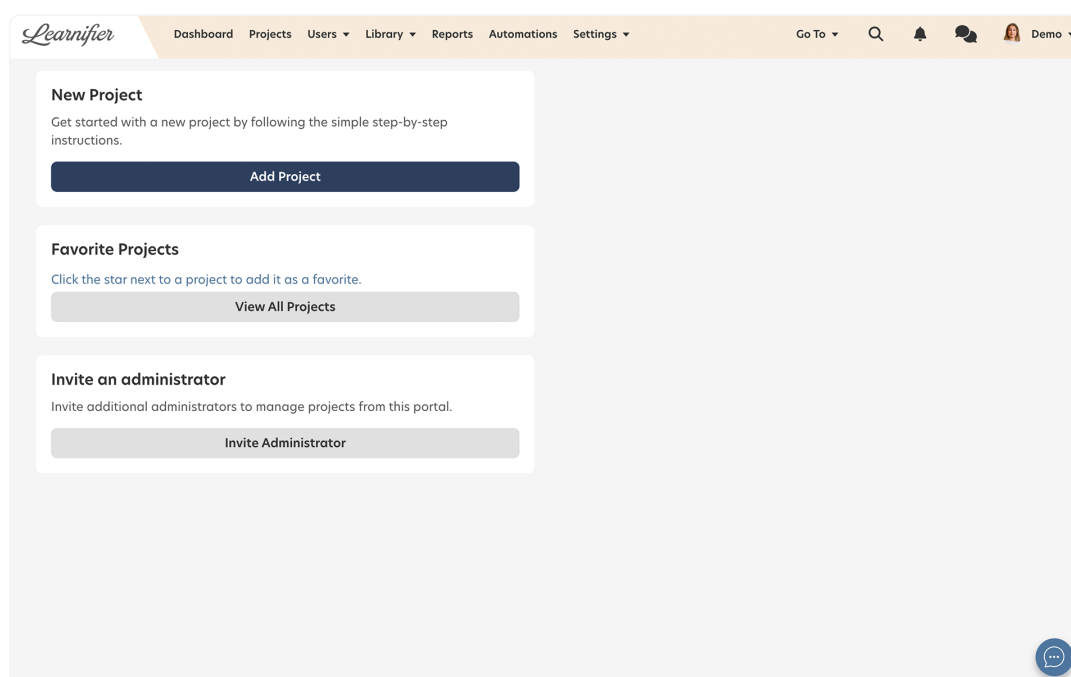 Learnifier
Dashboard Projects Users Library Reports Automations Settings Go To Demo
New Project
Get started with a new project by following the simple step-by-step
instructions.
Add Project
Favorite Projects
Click the star next to a project to add it as a favorite.
View All Projects
Invite an administrator
Invite additional administrators to manage projects from this portal.
Invite Administrator